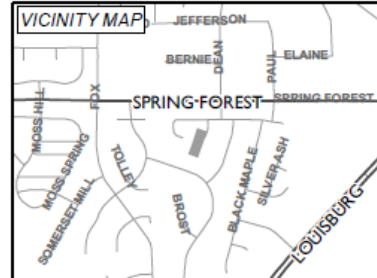 VICINITY MAP
JEFFERSON
BERNIE
DEAN
PAUL
ELAINE
FOX
SPRING FOREST
SPRING FOREST
MOSS HILL
MOSS SPRING
SOMERSET MILL
TOLLEY
BROST
BLACK MAPLE
SILVER ASH
LOUISBURG